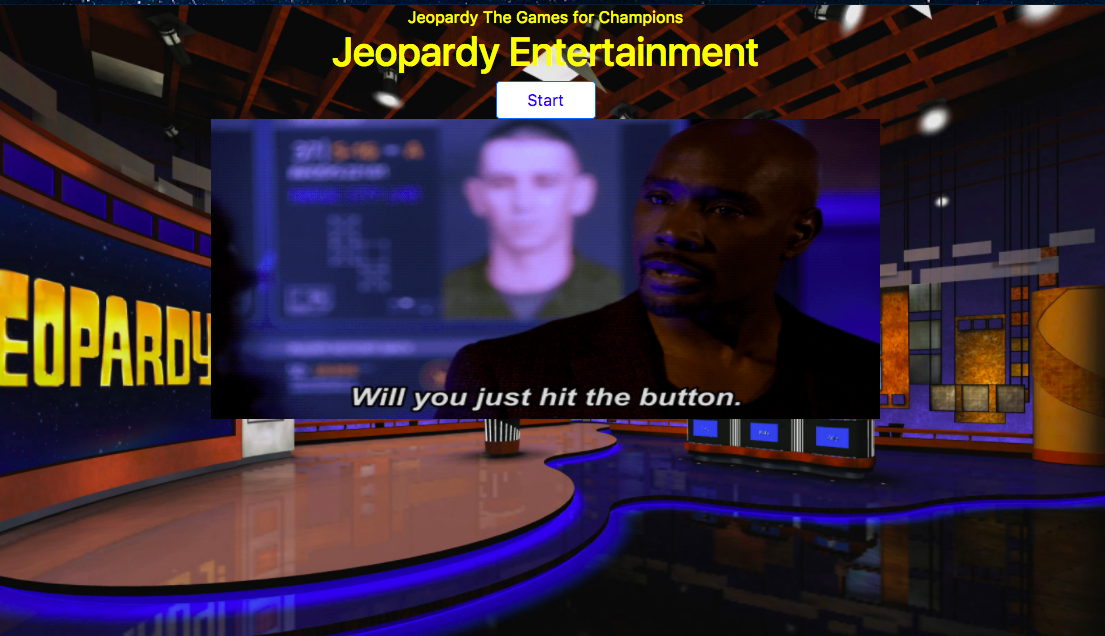 Jeopardy The Games for Champions
Jeopardy Entertainment
Start
EOPARDY
Will you just hit the button.